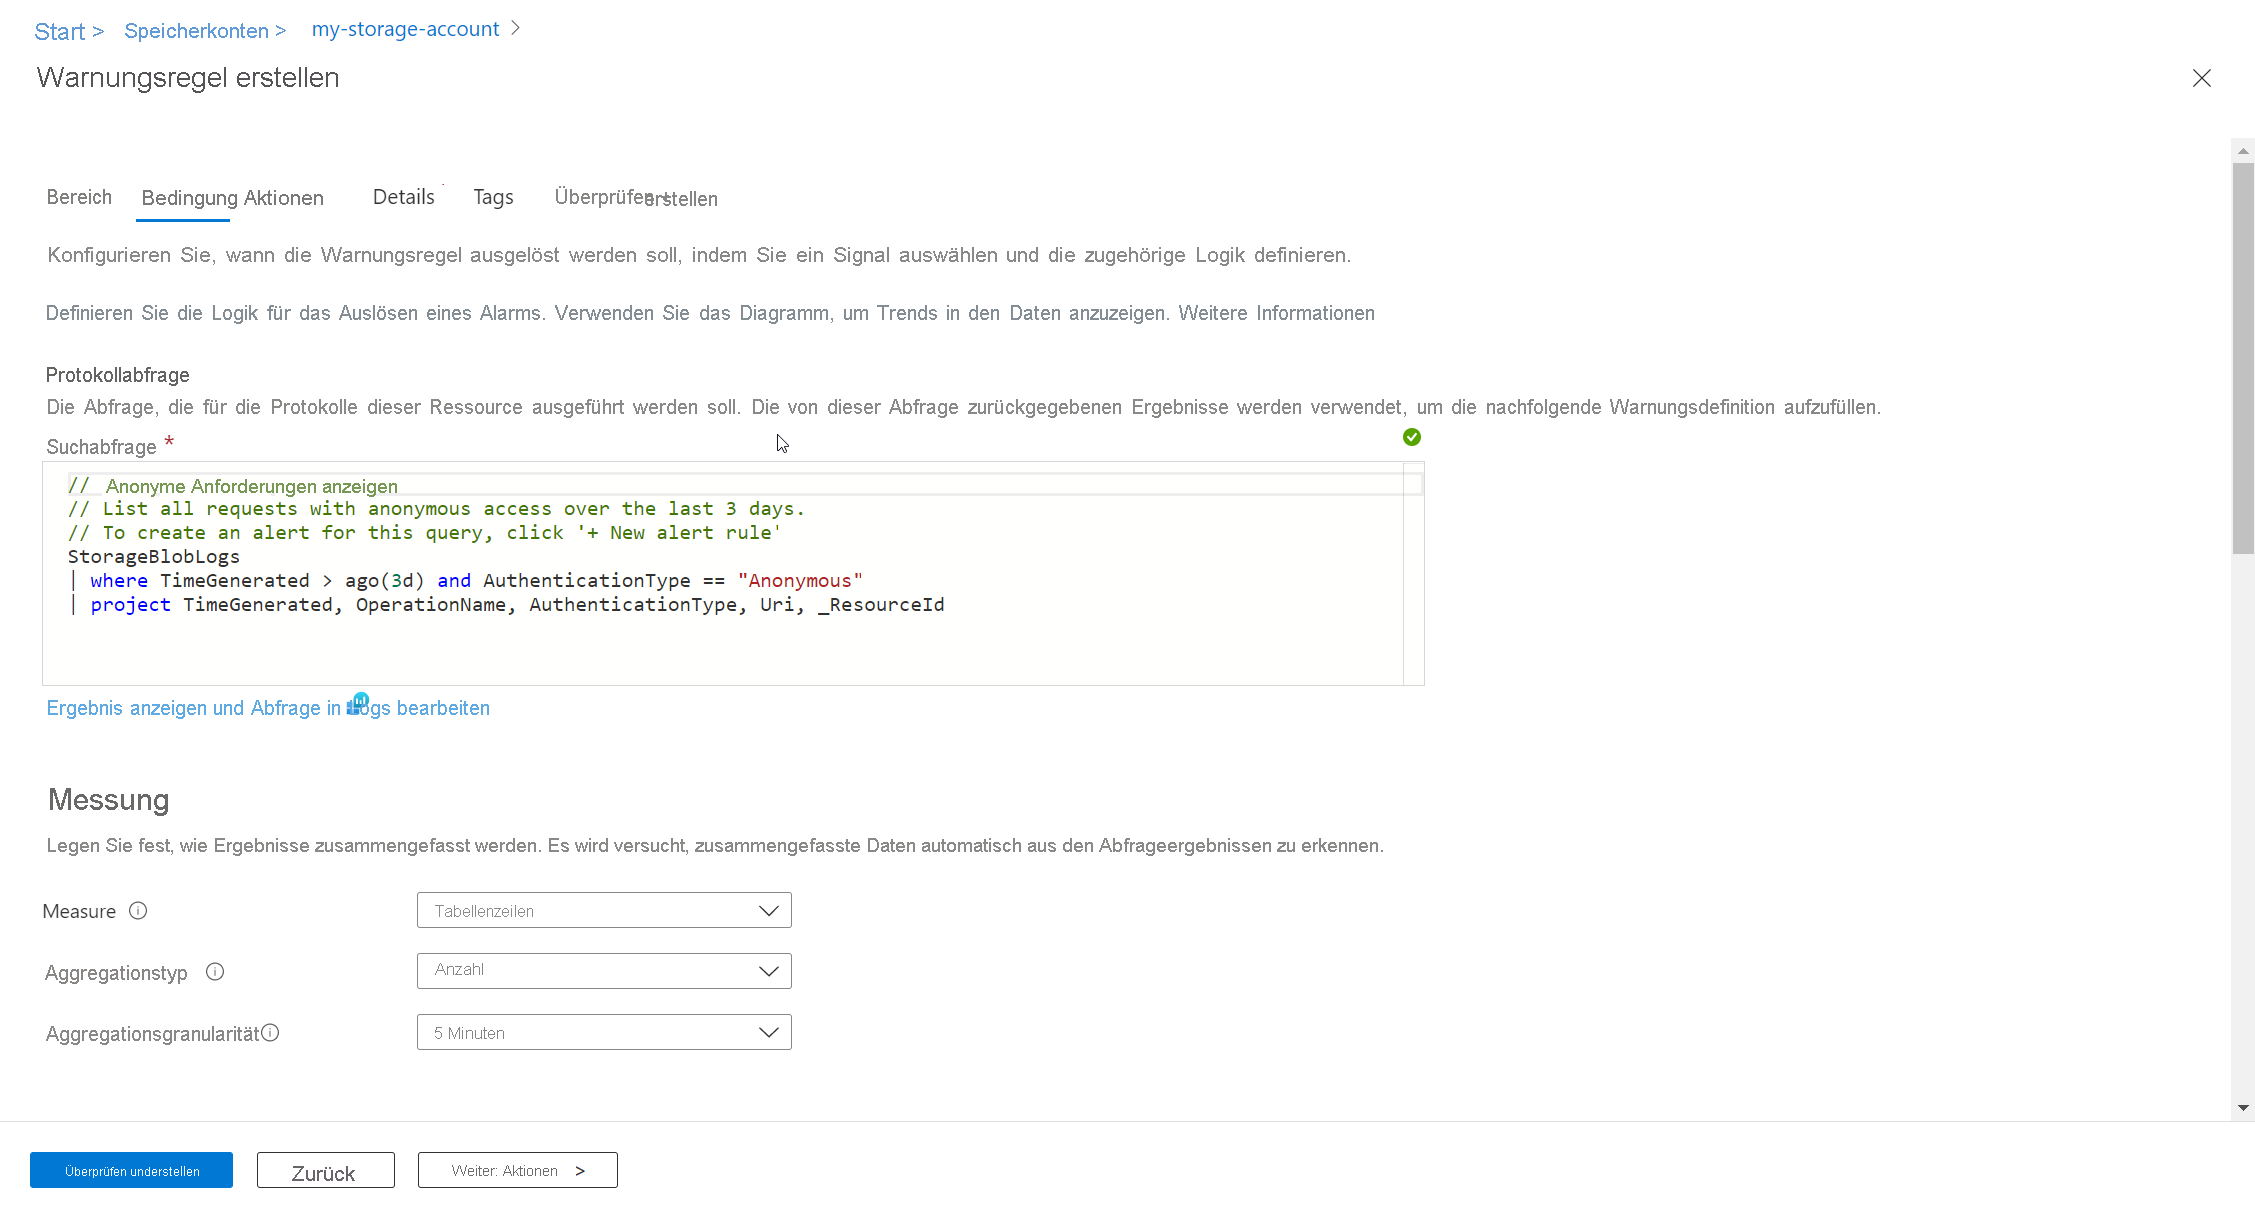 Start > Speicherkonten > my-storage-account >
Warnungsregel erstellen
Bereich Bedingung Aktionen Details Tags Überprüfen + erstellen
Konfigurieren Sie, wann die Warnungsregel ausgelöst werden soll, indem Sie ein Signal auswählen und die zugehörige Logik definieren.
Definieren Sie die Logik für das Auslösen eines Alarms. Verwenden Sie das Diagramm, um Trends in den Daten anzuzeigen. Weitere Informationen
Protokollabfrage
Die Abfrage, die für die Protokolle dieser Ressource ausgeführt werden soll. Die von dieser Abfrage zurückgegebenen Ergebnisse werden verwendet, um die nachfolgende Warnungsdefinition aufzufüllen.
Suchabfrage *
// Anonyme Anforderungen anzeigen
// List all requests with anonymous access over the last 3 days.
// To create an alert for this query, click '+ New alert rule'
StorageBlobLogs
| where TimeGenerated > ago(3d) and AuthenticationType == "Anonymous"
| project TimeGenerated, OperationName, AuthenticationType, Uri, _ResourceId
Ergebnis anzeigen und Abfrage in Logs bearbeiten
Messung
Legen Sie fest, wie Ergebnisse zusammengefasst werden. Es wird versucht, zusammengefasste Daten automatisch aus den Abfrageergebnissen zu erkennen.
Measure Tabellenzeilen
Aggregationstyp Anzahl
Aggregationsgranularität 5 Minuten
Überprüfen understellen Zurück Weiter: Aktionen >